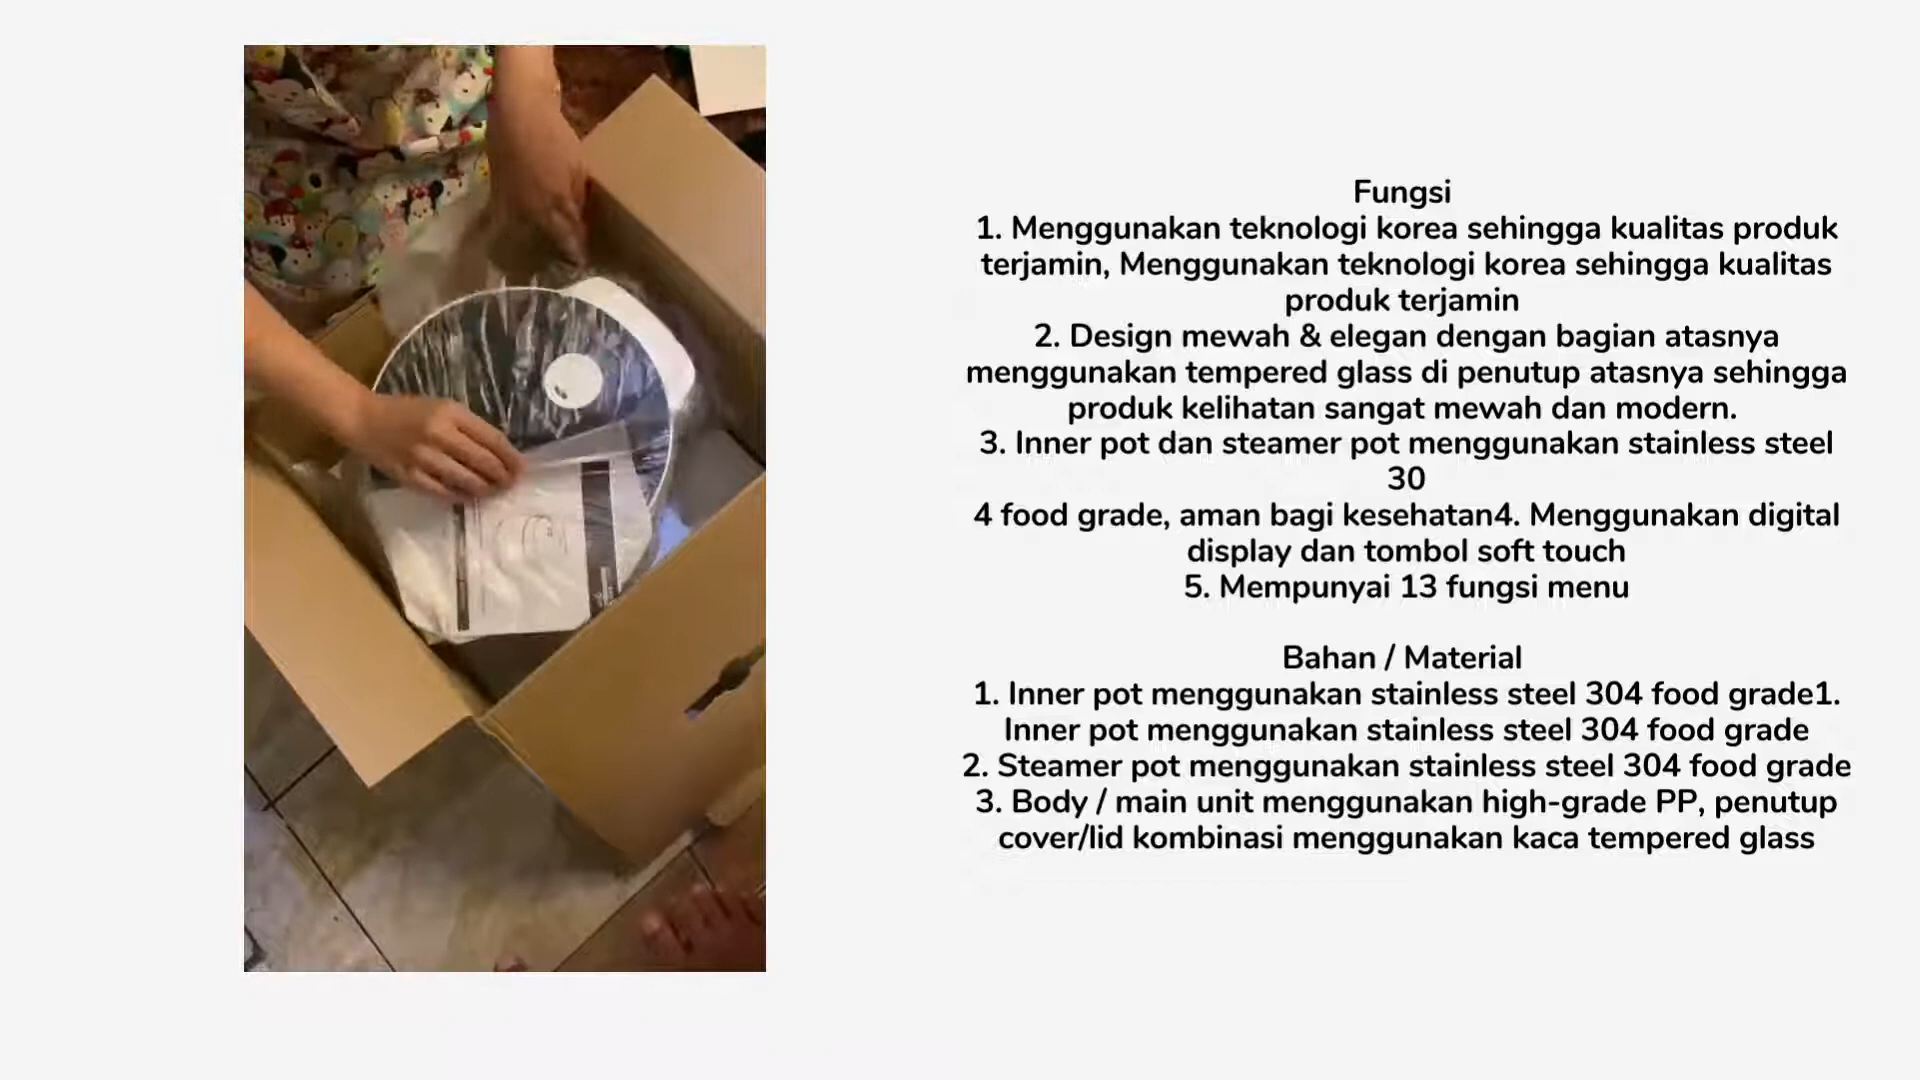 Fungsi
1. Menggunakan teknologi korea sehingga kualitas produk
terjamin, Menggunakan teknologi korea sehingga kualitas
produk terjamin
2. Design mewah & elegan dengan bagian atasnya
menggunakan tempered glass di penutup atasnya sehingga
produk kelihatan sangat mewah dan modern.
3. Inner pot dan steamer pot menggunakan stainless steel
30
4 food grade, aman bagi kesehatan4. Menggunakan digital
display dan tombol soft touch
5. Mempunyai 13 fungsi menu
Bahan / Material
1. Inner pot menggunakan stainless steel 304 food grade1.
Inner pot menggunakan stainless steel 304 food grade
2. Steamer pot menggunakan stainless steel 304 food grade
3. Body / main unit menggunakan high-grade PP, penutup
cover/lid kombinasi menggunakan kaca tempered glass